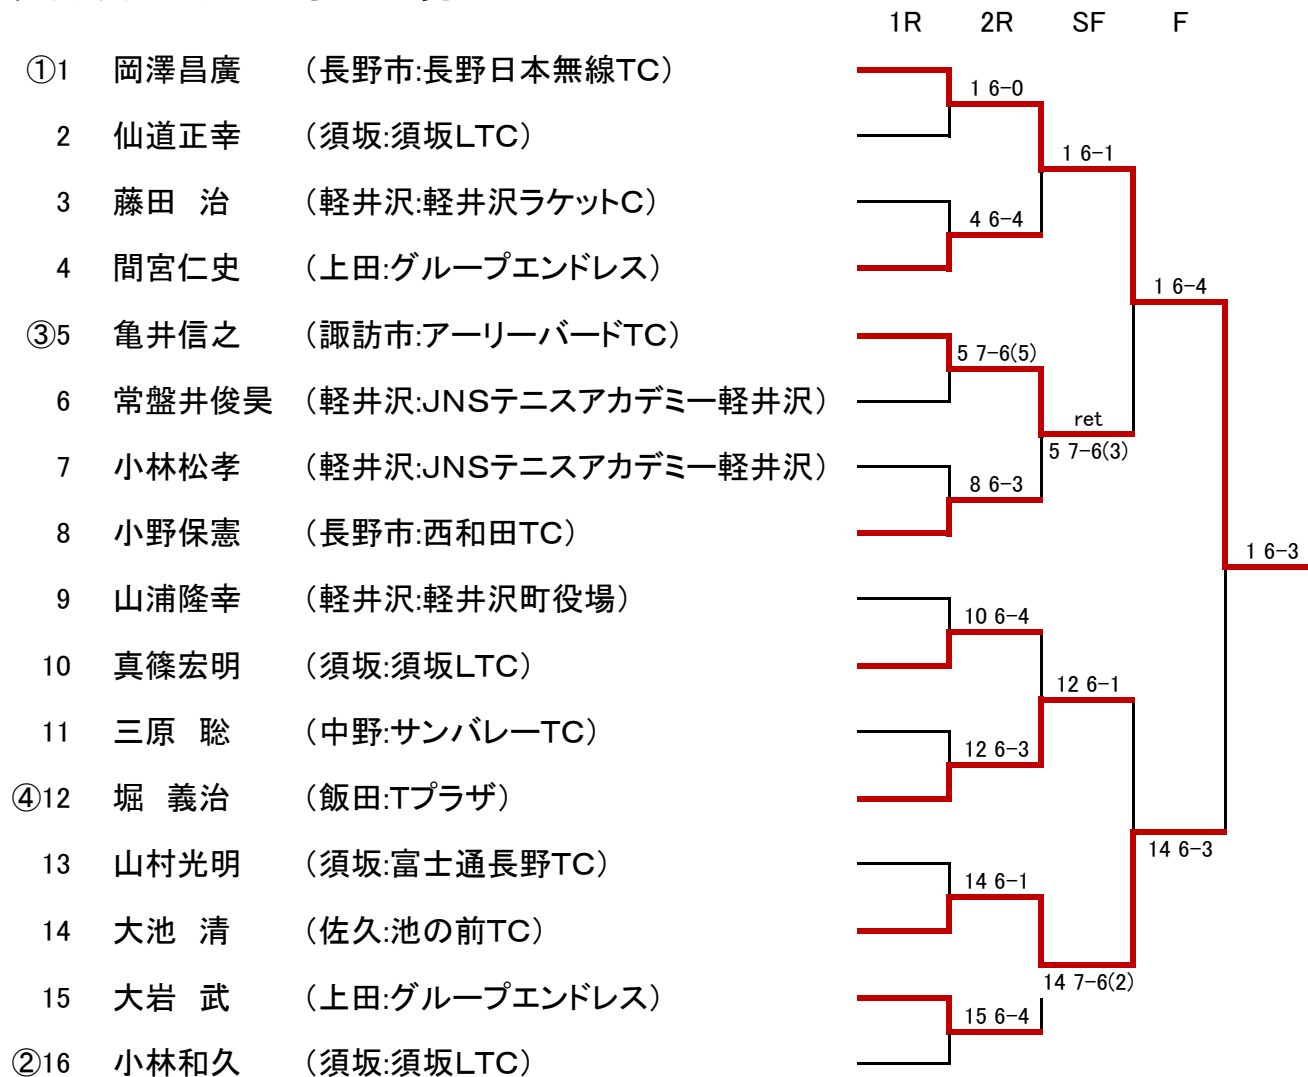 1R 2R SF F
①1 岡澤昌廣 （長野市:長野日本無線TC）
1 6-0
2 仙道正幸 （須坂:須坂LTC）
1 6-1
3 藤田 治 （軽井沢:軽井沢ラケットC）
4 6-4
4 間宮仁史 （上田:グループエンドレス）
1 6-4
③5 亀井信之 （諏訪市:アーリーバードTC）
5 7-6(5)
6 常盤井俊昊 （軽井沢:JNSテニスアカデミー軽井沢）
ret
5 7-6(3)
7 小林松孝 （軽井沢:JNSテニスアカデミー軽井沢）
8 6-3
8 小野保憲 （長野市:西和田TC）
1 6-3
9 山浦隆幸 （軽井沢:軽井沢町役場）
10 6-4
10 真篠宏明 （須坂:須坂LTC）
12 6-1
11 三原 聡 （中野:サンバレーTC）
12 6-3
④12 堀 義治 （飯田:Tプラザ）
14 6-3
13 山村光明 （須坂:富士通長野TC）
14 6-1
14 大池 清 （佐久:池の前TC）
14 7-6(2)
15 大岩 武 （上田:グループエンドレス）
15 6-4
②16 小林和久 （須坂:須坂LTC）